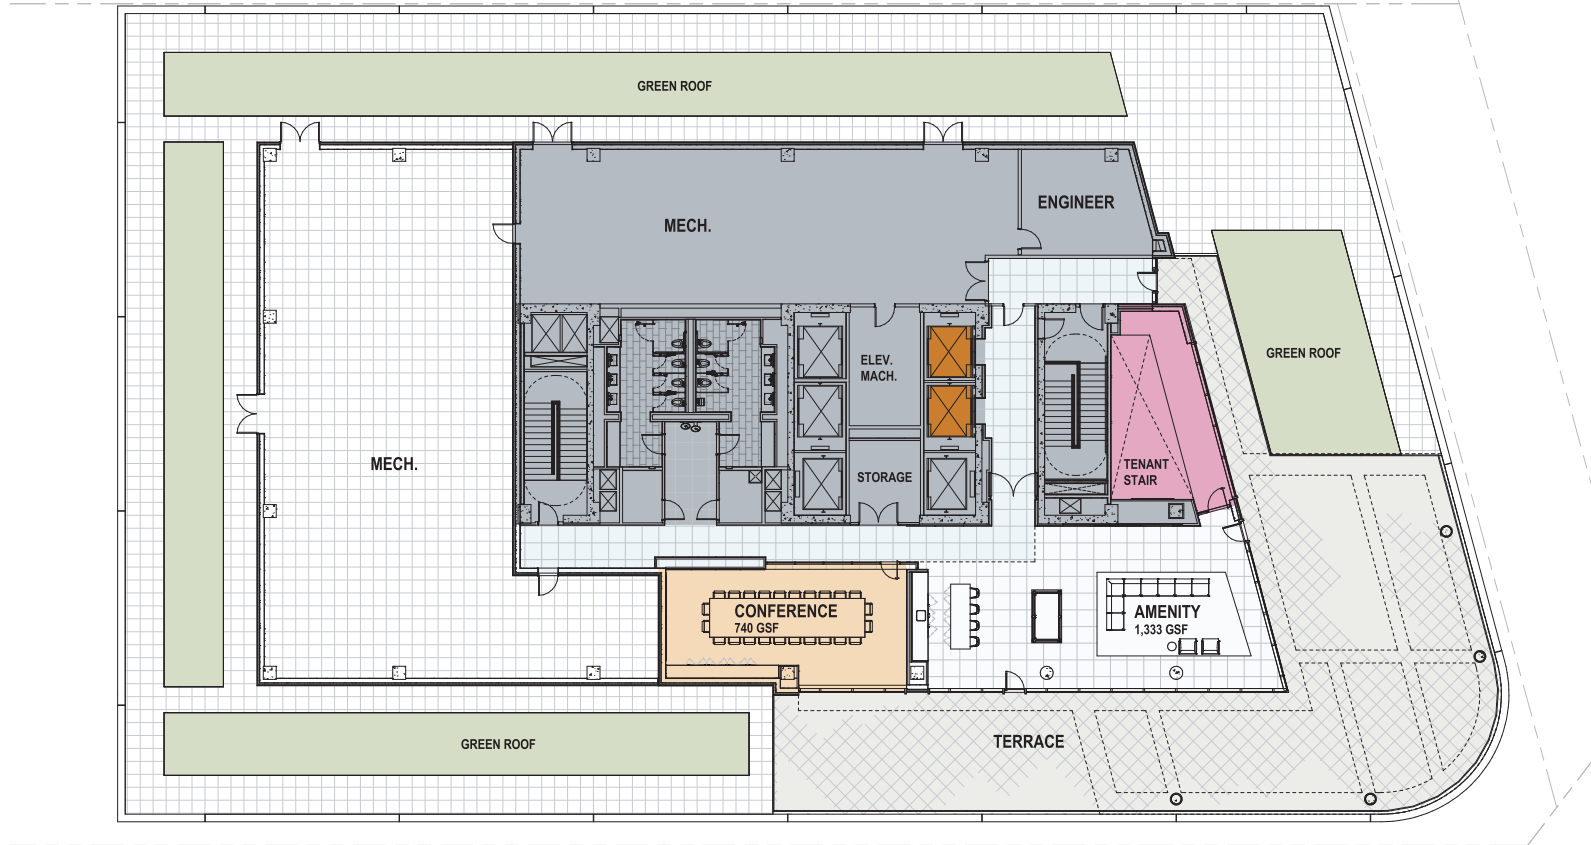 GREEN ROOF
MECH.
ENGINEER
GREEN ROOF
ELEV.
MACH.
MECH.
TENANT
STAIR
STORAGE
CONFERENCE
740 GSF
AMENITY
1,333 GSF
GREEN ROOF
TERRACE